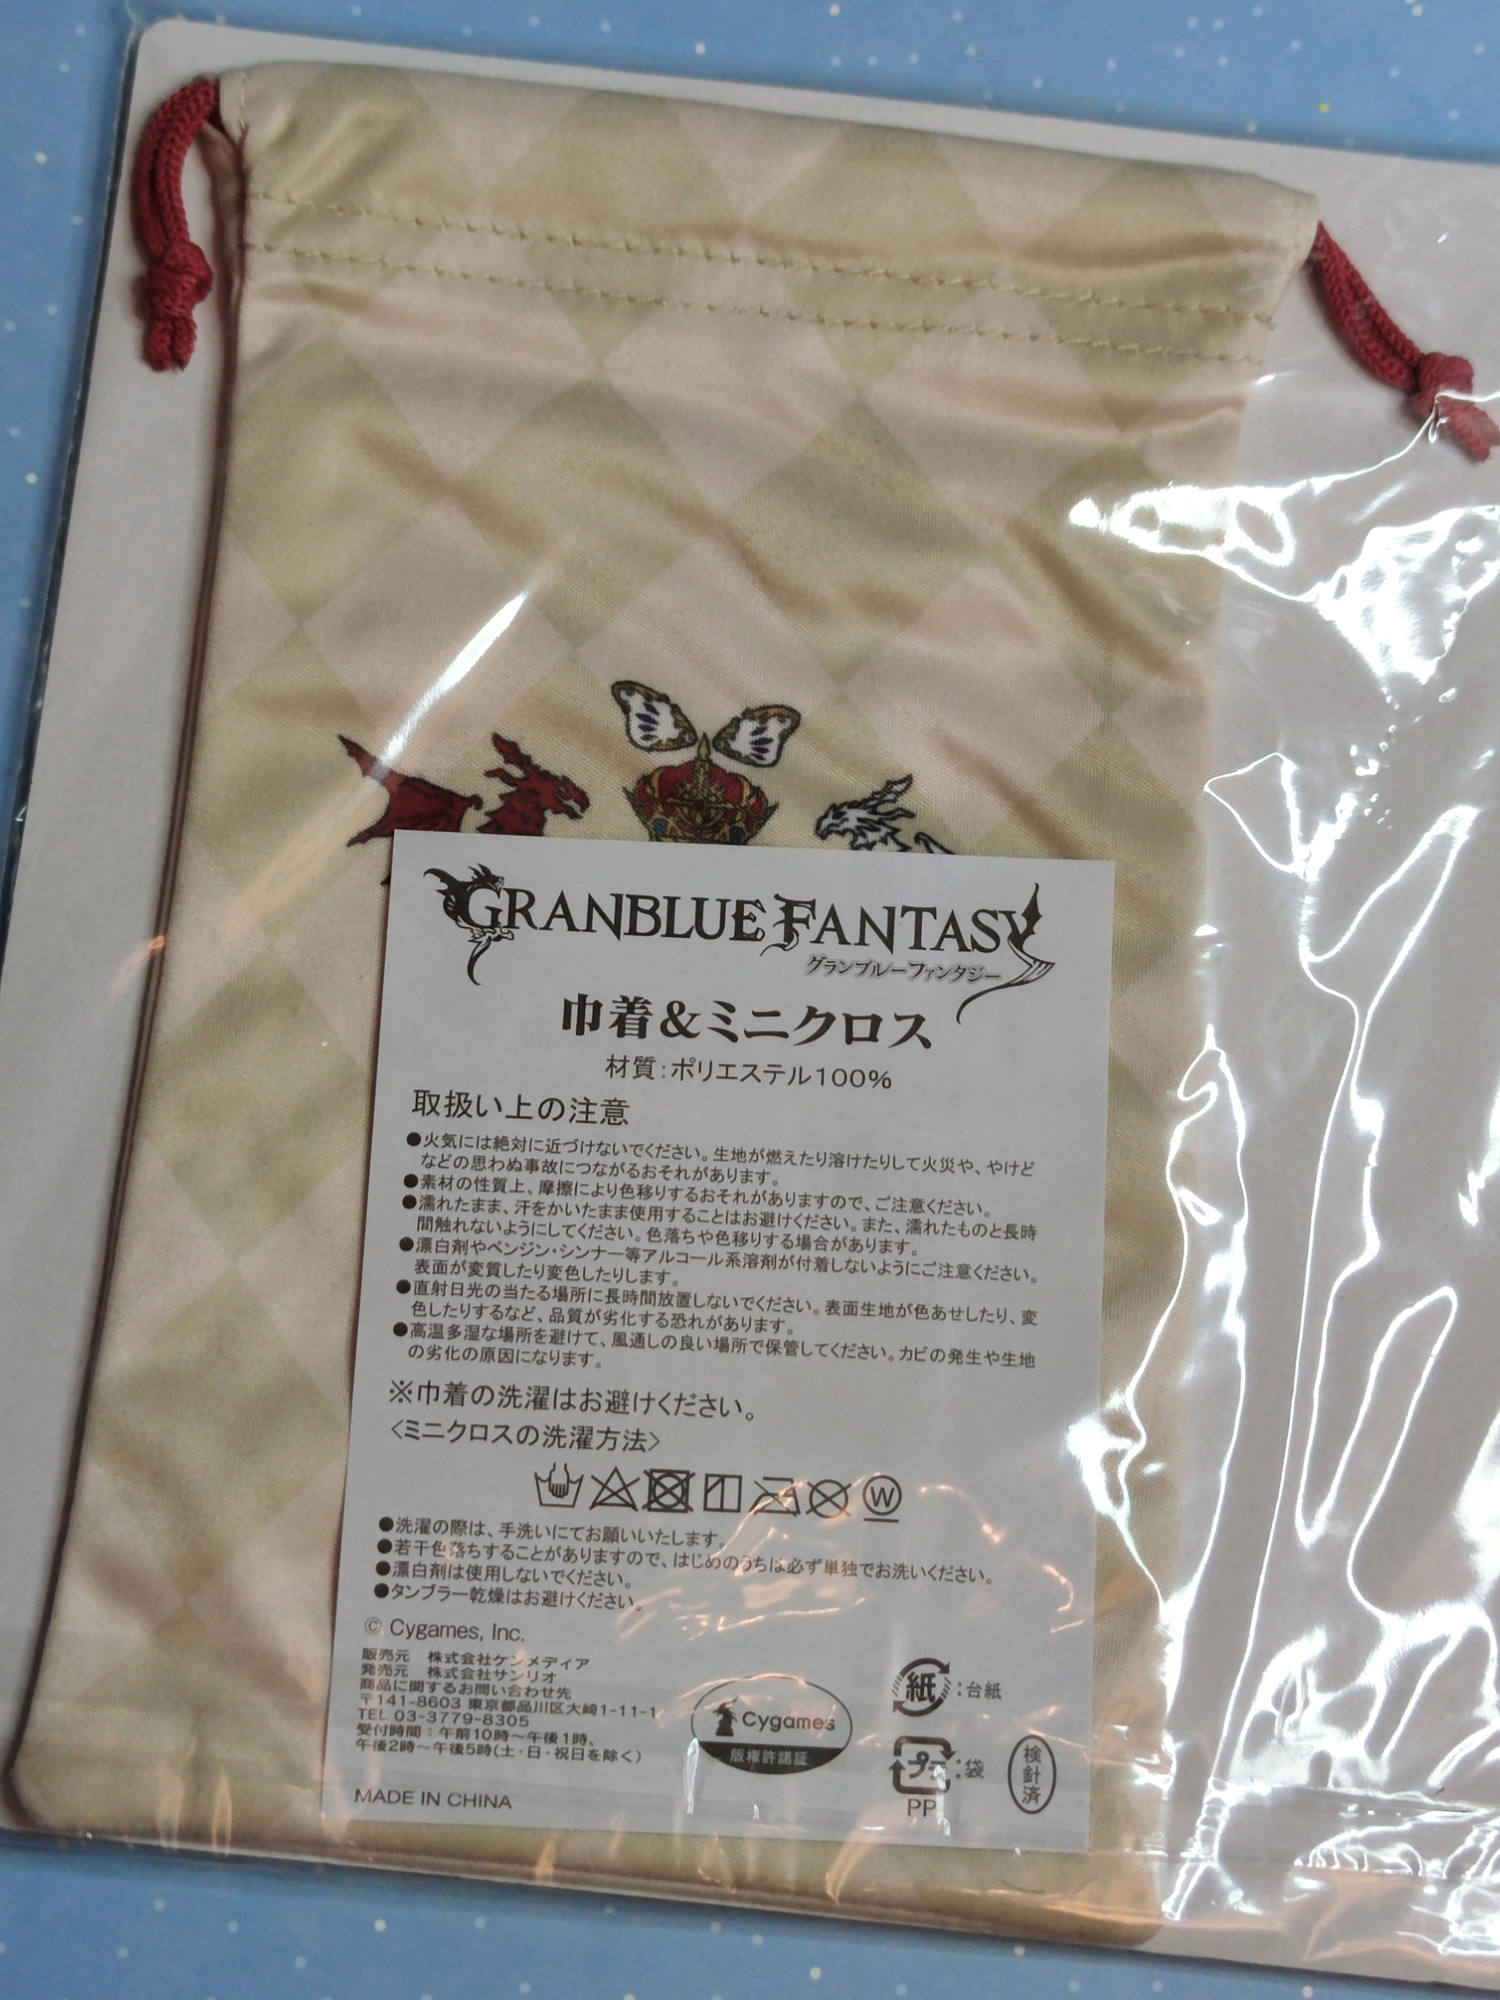 GRANBLUE FANTASY
グランブルーファンタジー
巾着＆ミニクロス
材質：ポリエステル100%
取扱い上の注意
●火気には絶対に近づけないでください。生地が燃えたり溶けたりして火災や、やけど
などの思わぬ事故につながるおそれがあります。
●素材の性質上、摩擦により色移りするおそれがありますので、ご注意ください。
●濡れたまま、汗をかいたまま使用することはお避けください。また、濡れたものと長時
間触れないようにしてください。色落ちや色移りする場合があります。
●漂白剤やベンジン・シンナー等アルコール系溶剤が付着しないようにご注意ください。
表面が変質したり変色したりします。
●直射日光の当たる場所に長時間放置しないでください。表面生地が色あせしたり、変
色したりするなど、品質が劣化する恐れがあります。
●高温多湿な場所を避けて、風通しの良い場所で保管してください。カビの発生や生地
の劣化の原因になります。
※巾着の洗濯はお避けください。
<ミニクロスの洗濯方法>
W
●洗濯の際は、手洗いにてお願いいたします。
●若干色落ちすることがありますので、はじめのうちは必ず単独でお洗いください。
●漂白剤は使用しないでください。
●タンブラー乾燥はお避けください。
© Cygames, Inc.
販売元　株式会社ケンメディア
発売元　株式会社サンリオ
商品に関するお問い合わせ先
〒141-8603 東京都品川区大崎1-11-1
TEL 03-3779-8305
受付時間：午前10時～午後1時、
午後2時～午後5時(土・日・祝日を除く)
MADE IN CHINA
Cygames
版権許諾証
紙：台紙
プラ：袋
PP
検針済